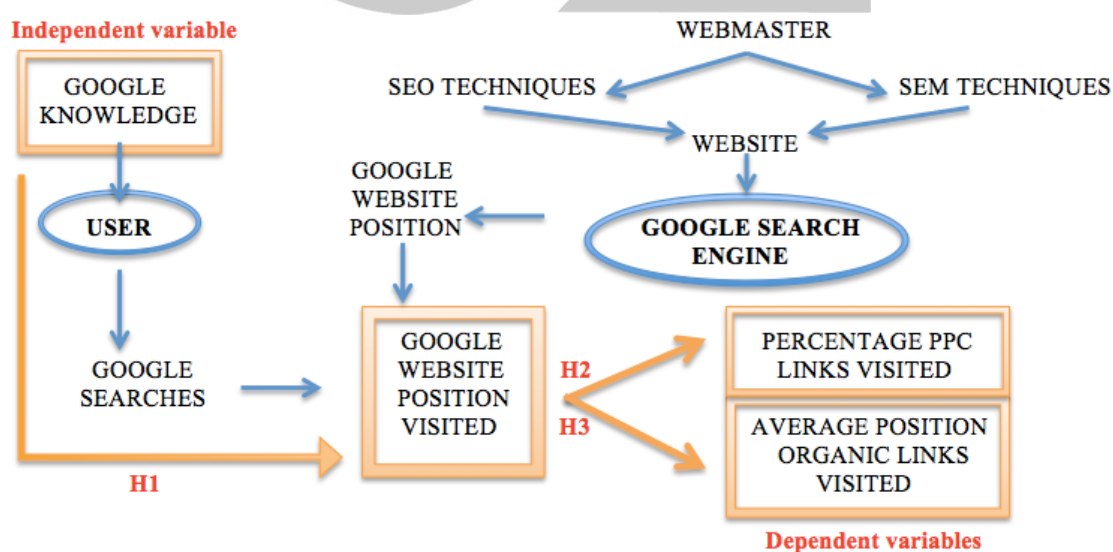 Independent variable
GOOGLE
KNOWLEDGE
USER
GOOGLE
SEARCHES
H1
WEBMASTER
SEO TECHNIQUES
SEM TECHNIQUES
WEBSITE
GOOGLE SEARCH
ENGINE
GOOGLE
WEBSITE
POSITION
GOOGLE
WEBSITE
POSITION
VISITED
H2
H3
PERCENTAGE PPC
LINKS VISITED
AVERAGE POSITION
ORGANIC LINKS
VISITED
Dependent variables